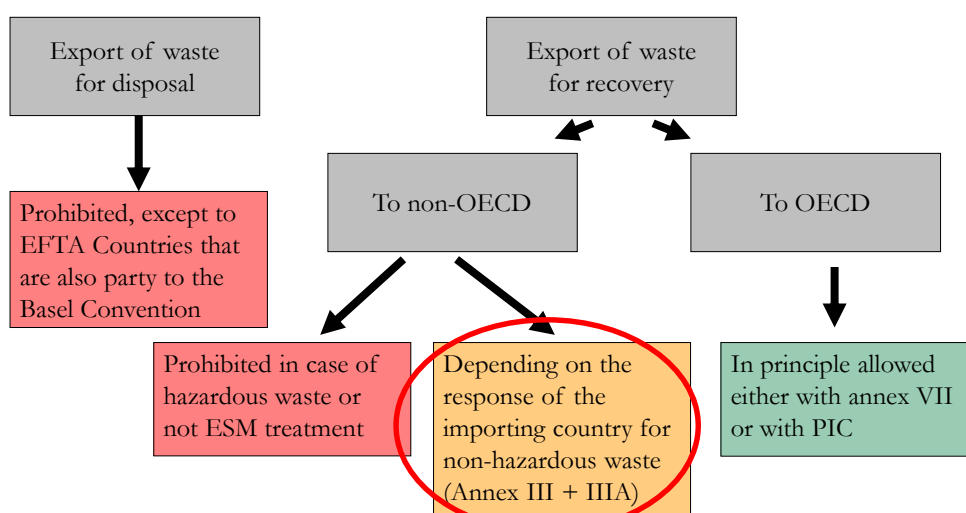 Export of waste
for disposal
Export of waste
for recovery
To non-OECD
To OECD
Prohibited, except to
EFTA Countries that
are also party to the
Basel Convention
Prohibited in case of
hazardous waste or
not ESM treatment
Depending on the
response of the
importing country for
non-hazardous waste
(Annex III + IIIA)
In principle allowed
either with annex VII
or with PIC